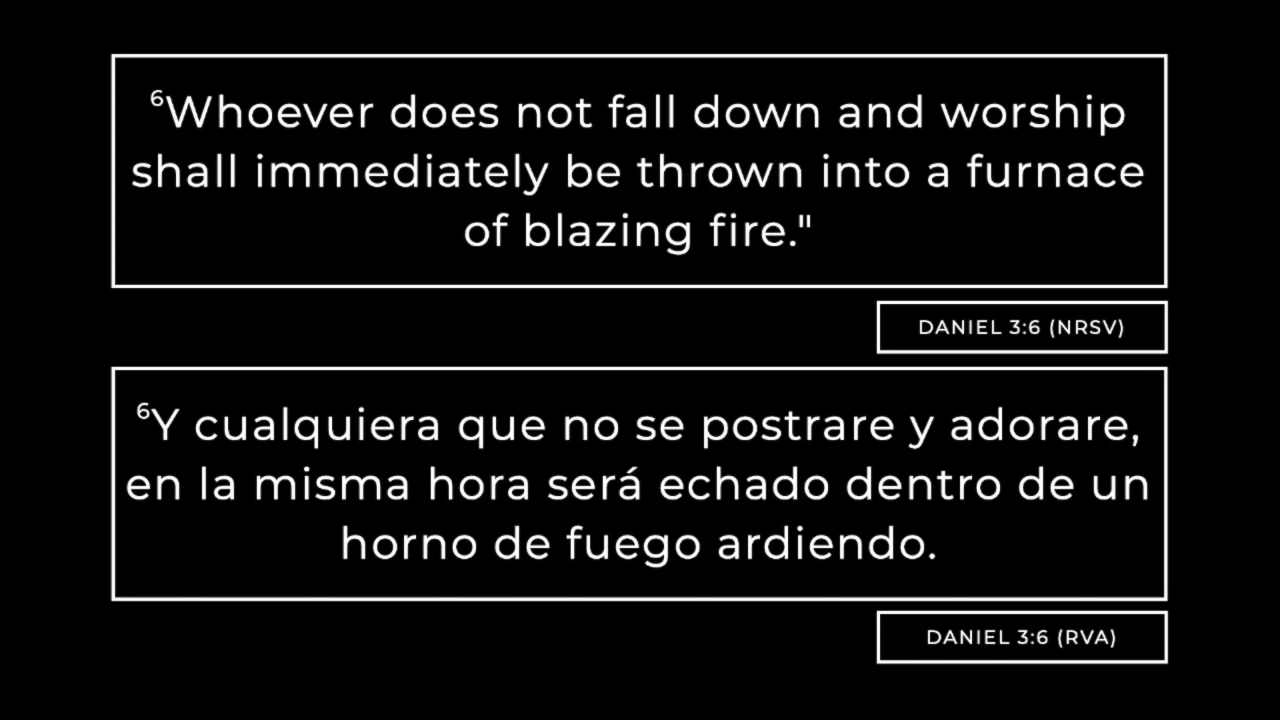 ⁶Whoever does not fall down and worship
shall immediately be thrown into a furnace
of blazing fire."
DANIEL 3:6 (NRSV)
⁶Y cualquiera que no se postrare y adorare,
en la misma hora será echado dentro de un
horno de fuego ardiendo.
DANIEL 3:6 (RVA)